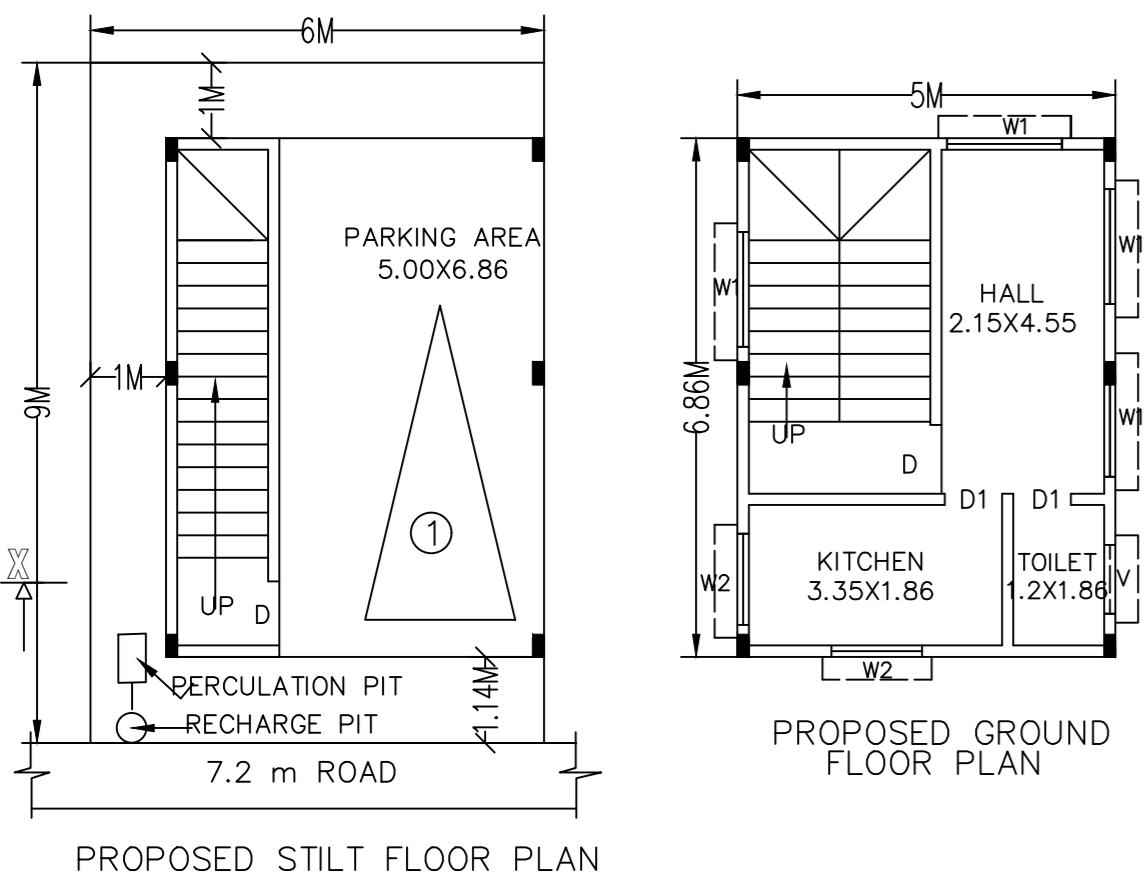 6M
1M
PARKING AREA
5.00X6.86
1M
9M
1
X
UP
D
1.14M
PERCULATION PIT
RECHARGE PIT
7.2 m ROAD
PROPOSED STILT FLOOR PLAN
5M
W1
W1
W1
HALL
2.15X4.55
6.86M
W1
UP
D
D1
D1
KITCHEN
3.35X1.86
TOILET
1.2X1.86
V
W2
W2
PROPOSED GROUND
FLOOR PLAN